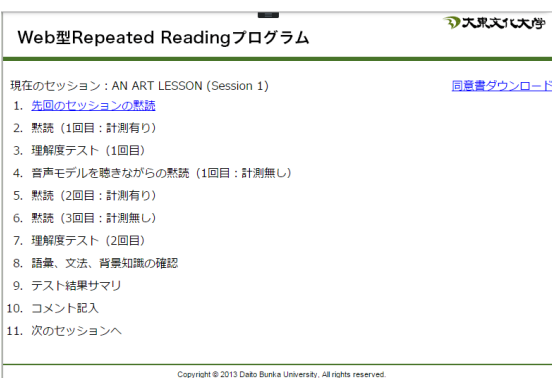 Web型Repeated Readingプログラム
大東文化大学
現在のセッション：AN ART LESSON (Session 1)
同意書ダウンロード
1. 先回のセッションの黙読
2. 黙読（1回目：計測有り）
3. 理解度テスト（1回目）
4. 音声モデルを聴きながらの黙読（1回目：計測無し）
5. 黙読（2回目：計測有り）
6. 黙読（3回目：計測無し）
7. 理解度テスト（2回目）
8. 語彙、文法、背景知識の確認
9. テスト結果サマリ
10. コメント記入
11. 次のセッションへ
Copyright © 2013 Daito Bunka University, All rights reserved.